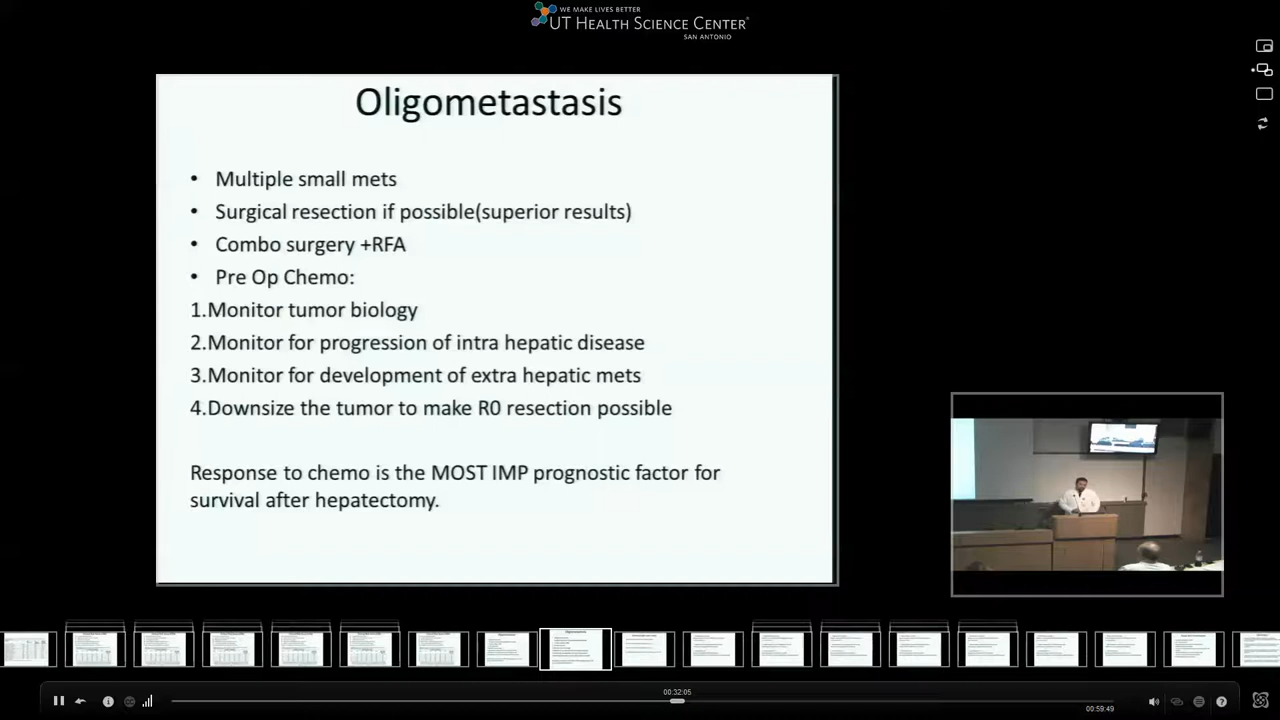 WE MAKE LIVES BETTER
UT HEALTH SCIENCE CENTER®
SAN ANTONIO
Oligometastasis
• Multiple small mets
• Surgical resection if possible(superior results)
• Combo surgery +RFA
• Pre Op Chemo:
1.Monitor tumor biology
2.Monitor for progression of intra hepatic disease
3.Monitor for development of extra hepatic mets
4.Downsize the tumor to make R0 resection possible
Response to chemo is the MOST IMP prognostic factor for
survival after hepatectomy.
Oligometastasis
00:32:05
00:59:49